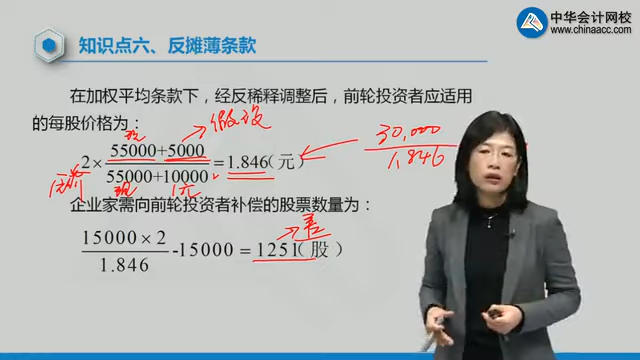 中华会计网校
www.chinaacc.com
知识点六、反摊薄条款
在加权平均条款下，经反稀释调整后，前轮投资者应适用
的每股价格为：
假设
现
2× (55000+5000)/(55000+10000) =1.846（元）
30,000/1.846
现
1元
企业家需向前轮投资者补偿的股票数量为：
差
(15000×2)/1.846 -15000＝1251（股）